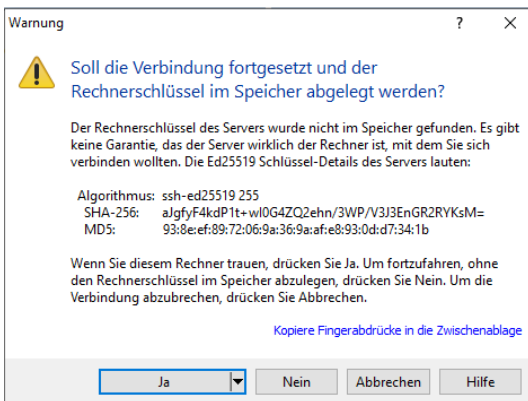 Warnung
Soll die Verbindung fortgesetzt und der
Rechnerschlüssel im Speicher abgelegt werden?
Der Rechnerschlüssel des Servers wurde nicht im Speicher gefunden. Es gibt
keine Garantie, das der Server wirklich der Rechner ist, mit dem Sie sich
verbinden wollten. Die Ed25519 Schlüssel-Details des Servers lauten:
Algorithmus: ssh-ed25519 255
SHA-256: aJgfyF4kdP1t+wI0G4ZQ2ehn/3WP/V3J3EnGR2RYKsM=
MD5: 93:8e:ef:89:72:06:9a:36:9a:af:e8:93:0d:d7:34:1b
Wenn Sie diesem Rechner trauen, drücken Sie Ja. Um fortzufahren, ohne
den Rechnerschlüssel im Speicher abzulegen, drücken Sie Nein. Um die
Verbindung abzubrechen, drücken Sie Abbrechen.
Kopiere Fingerabdrücke in die Zwischenablage
Ja Nein Abbrechen Hilfe